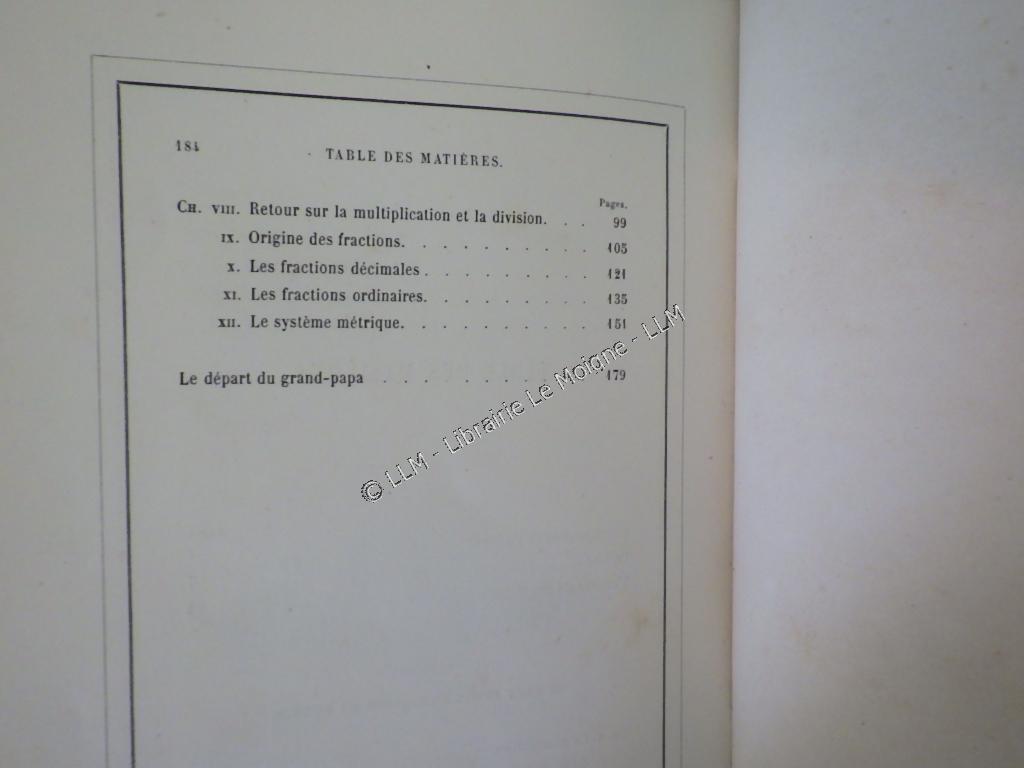 184 TABLE DES MATIÈRES.
Pages.
CH. VIII. Retour sur la multiplication et la division. . . 99
IX. Origine des fractions. . . . . . . . . . . 105
X. Les fractions décimales . . . . . . . . . . 121
XI. Les fractions ordinaires. . . . . . . . . . 135
XII. Le système métrique. . . . . . . . . . . 151
Le départ du grand-papa . . . . . . . . . . 179
© LLM - Librairie Le Moigne - LLM